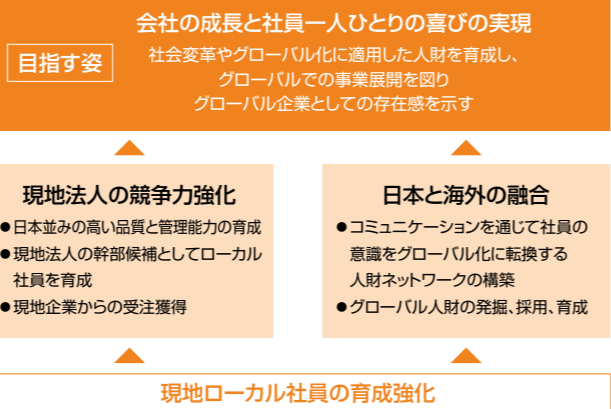 会社の成長と社員一人ひとりの喜びの実現
目指す姿
社会変革やグローバル化に適用した人財を育成し、
グローバルでの事業展開を図り
グローバル企業としての存在感を示す
現地法人の競争力強化
●日本並みの高い品質と管理能力の育成
●現地法人の幹部候補としてローカル
社員を育成
●現地企業からの受注獲得
日本と海外の融合
●コミュニケーションを通じて社員の
意識をグローバル化に転換する
人財ネットワークの構築
●グローバル人財の発掘、採用、育成
現地ローカル社員の育成強化